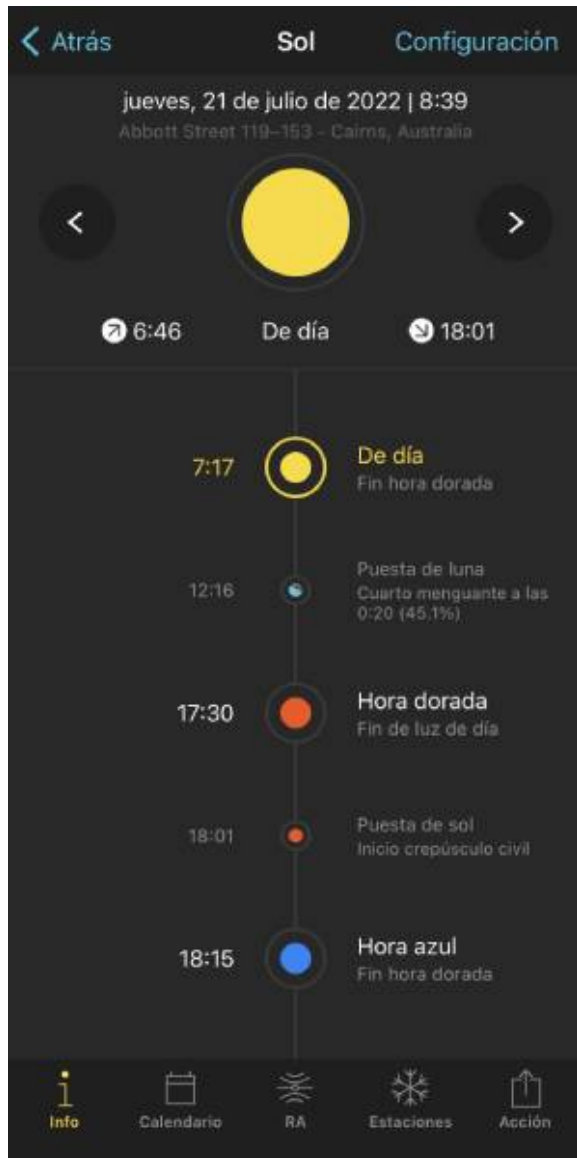 Atrás Sol Configuración
jueves, 21 de julio de 2022 | 8:39
Abbott Street 119–153 - Cairns, Australia
6:46 De día 18:01
7:17 De día
Fin hora dorada
Puesta de luna
12:16 Cuarto menguante a las
0:20 (45.1%)
17:30 Hora dorada
Fin de luz de día
18:01 Puesta de sol
Inicio crepúsculo civil
18:15 Hora azul
Fin hora dorada
Info Calendario RA Estaciones Acción